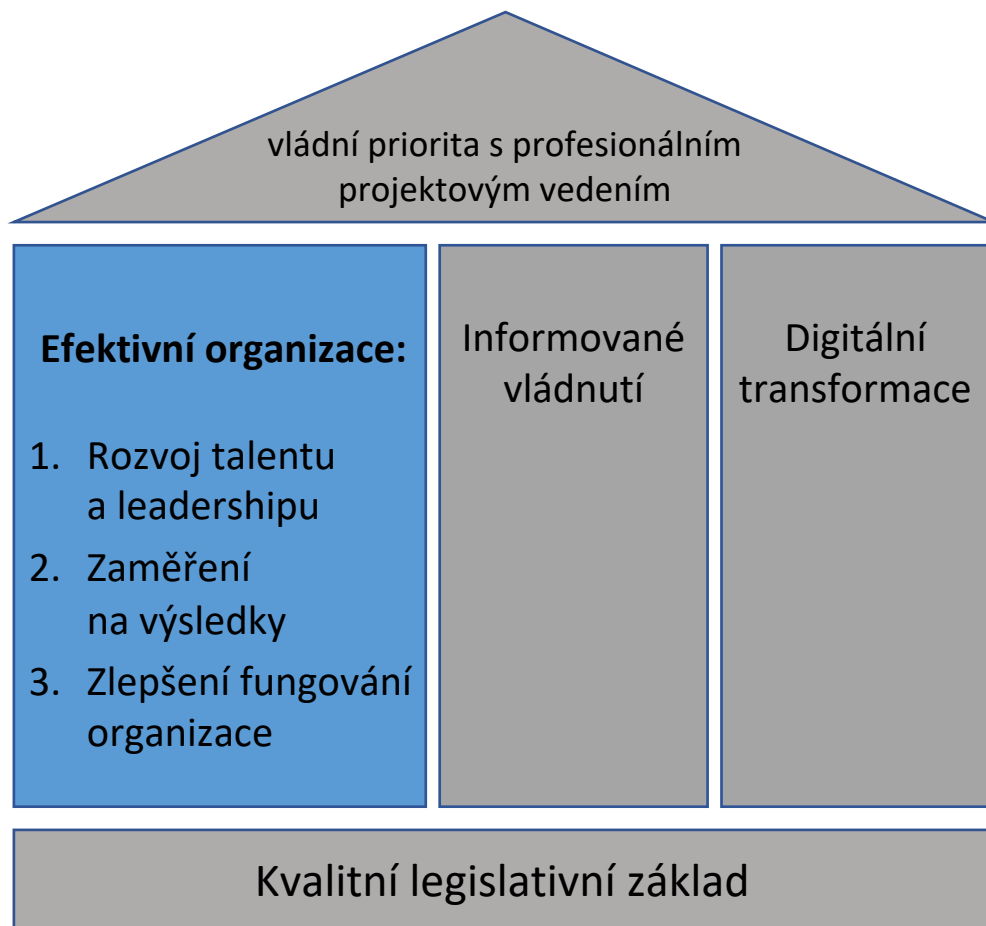 vládní priorita s profesionálním
projektovým vedením
Efektivní organizace:
1. Rozvoj talentu
a leadershipu
2. Zaměření
na výsledky
3. Zlepšení fungování
organizace
Informované
vládnutí
Digitální
transformace
Kvalitní legislativní základ